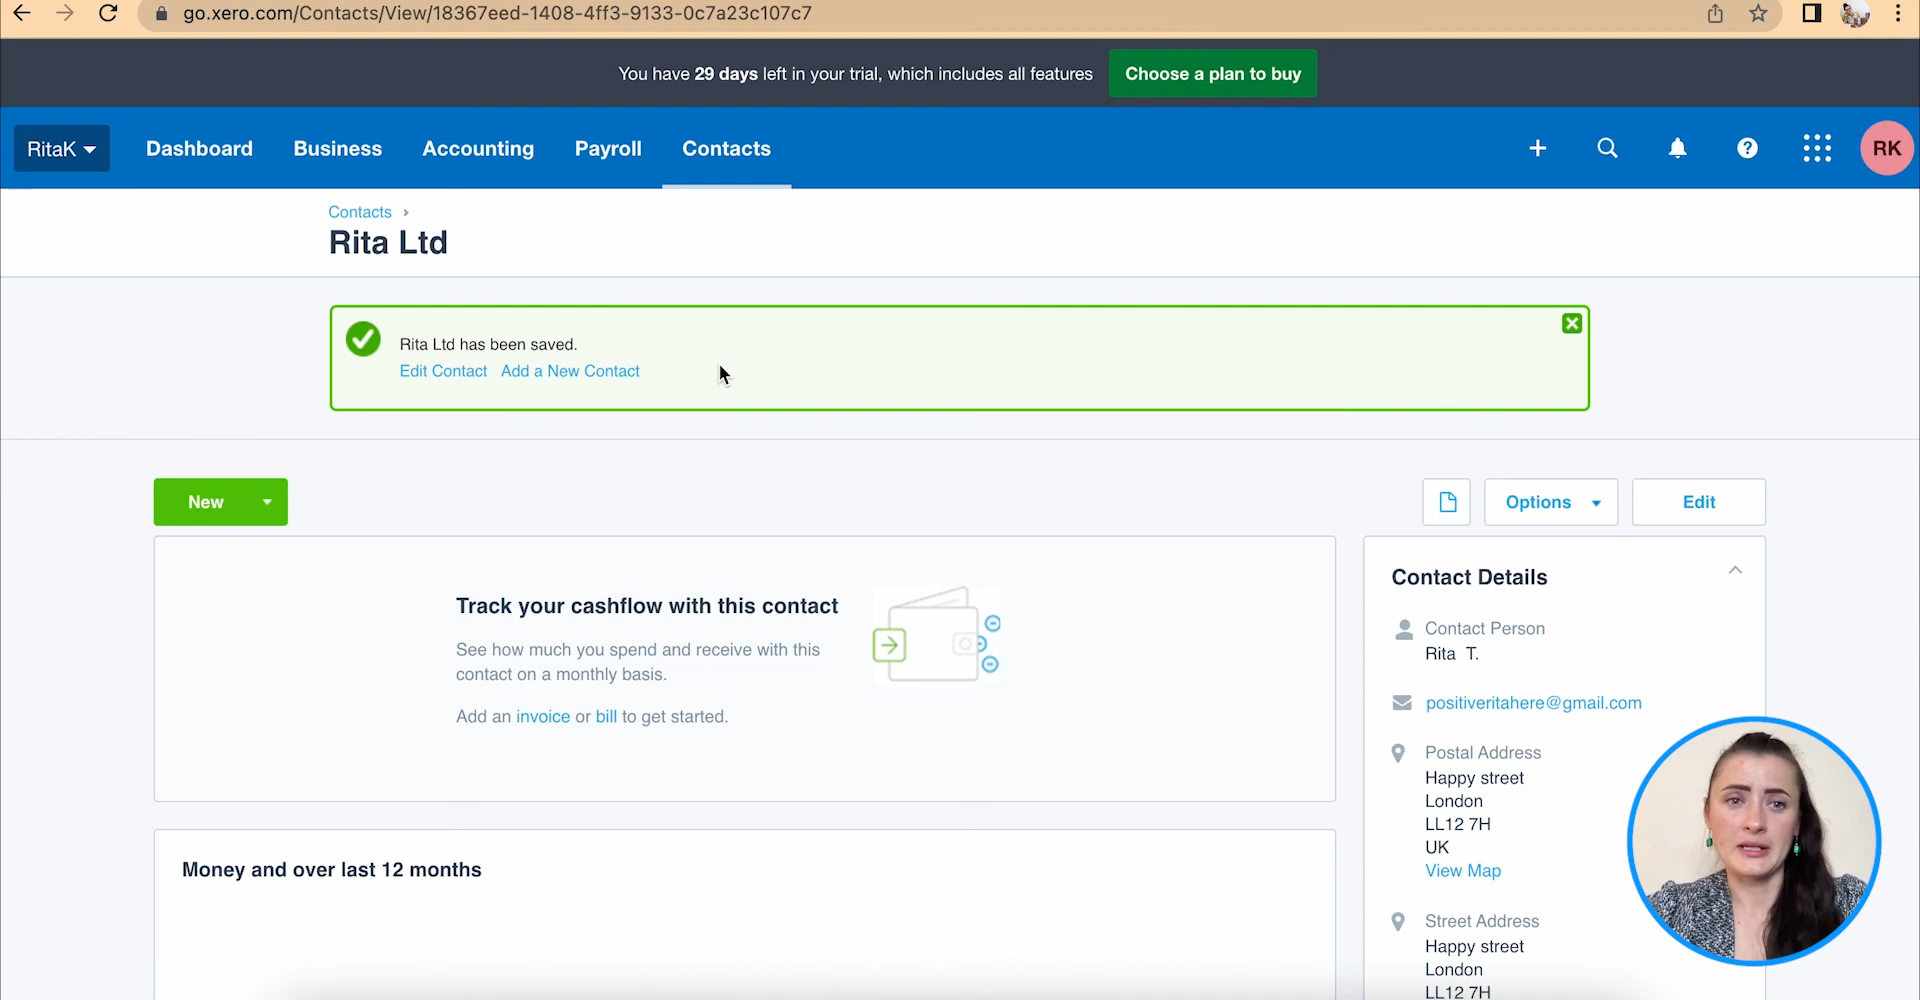 go.xero.com/Contacts/View/18367eed-1408-4ff3-9133-0c7a23c107c7
You have 29 days left in your trial, which includes all features
Choose a plan to buy
RitaK
Dashboard
Business
Accounting
Payroll
Contacts
RK
Contacts
Rita Ltd
Rita Ltd has been saved.
Edit Contact Add a New Contact
New
Options
Edit
Track your cashflow with this contact
See how much you spend and receive with this
contact on a monthly basis.
Add an invoice or bill to get started.
Money and over last 12 months
Contact Details
Contact Person
Rita T.
positiveritahere@gmail.com
Postal Address
Happy street
London
LL12 7H
UK
View Map
Street Address
Happy street
London
LL12 7H